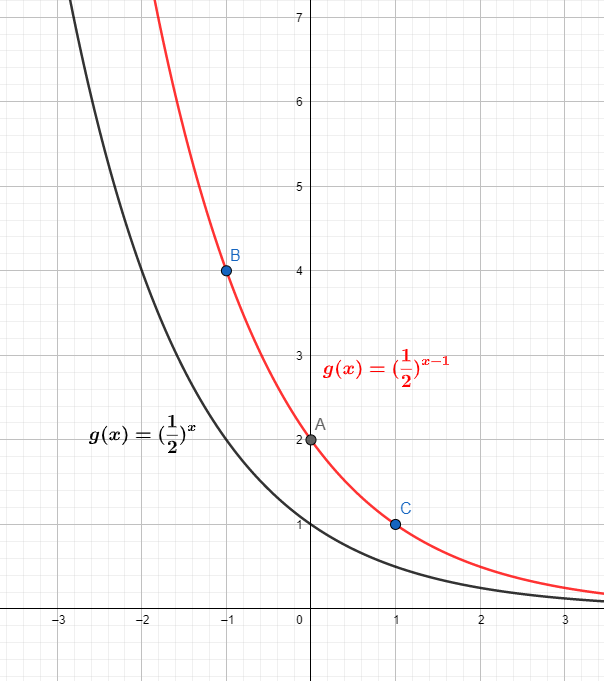 7
6
5
B
4
3
g(x) = (1/2)^{x−1}
g(x) = (1/2)^x
A
2
C
1
−3 −2 −1 0 1 2 3